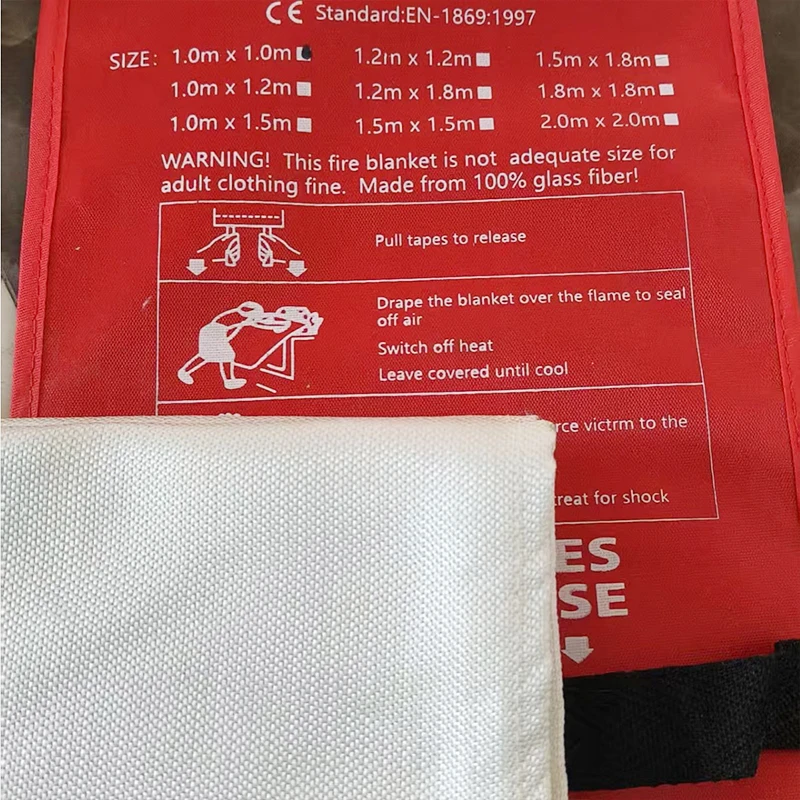 CE Standard:EN-1869:1997
SIZE: 1.0m x 1.0m 1.2m x 1.2m 1.5m x 1.8m
1.0m x 1.2m 1.2m x 1.8m 1.8m x 1.8m
1.0m x 1.5m 1.5m x 1.5m 2.0m x 2.0m
WARNING! This fire blanket is not adequate size for
adult clothing fine. Made from 100% glass fiber!
Pull tapes to release
Drape the blanket over the flame to seal
off air
Switch off heat
Leave covered until cool
rce victrm to the
treat for shock
ES
SE